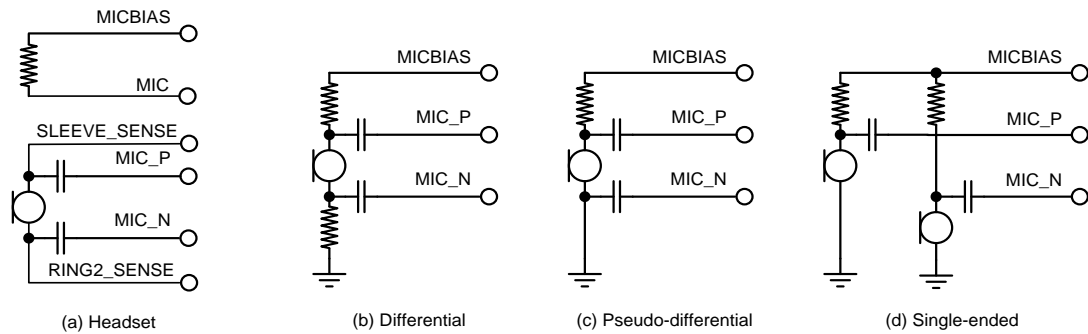 MICBIAS
MIC
SLEEVE_SENSE
MIC_P
MIC_N
RING2_SENSE
(a) Headset
MICBIAS
MIC_P
MIC_N
(b) Differential
MICBIAS
MIC_P
MIC_N
(c) Pseudo-differential
MICBIAS
MIC_P
MIC_N
(d) Single-ended